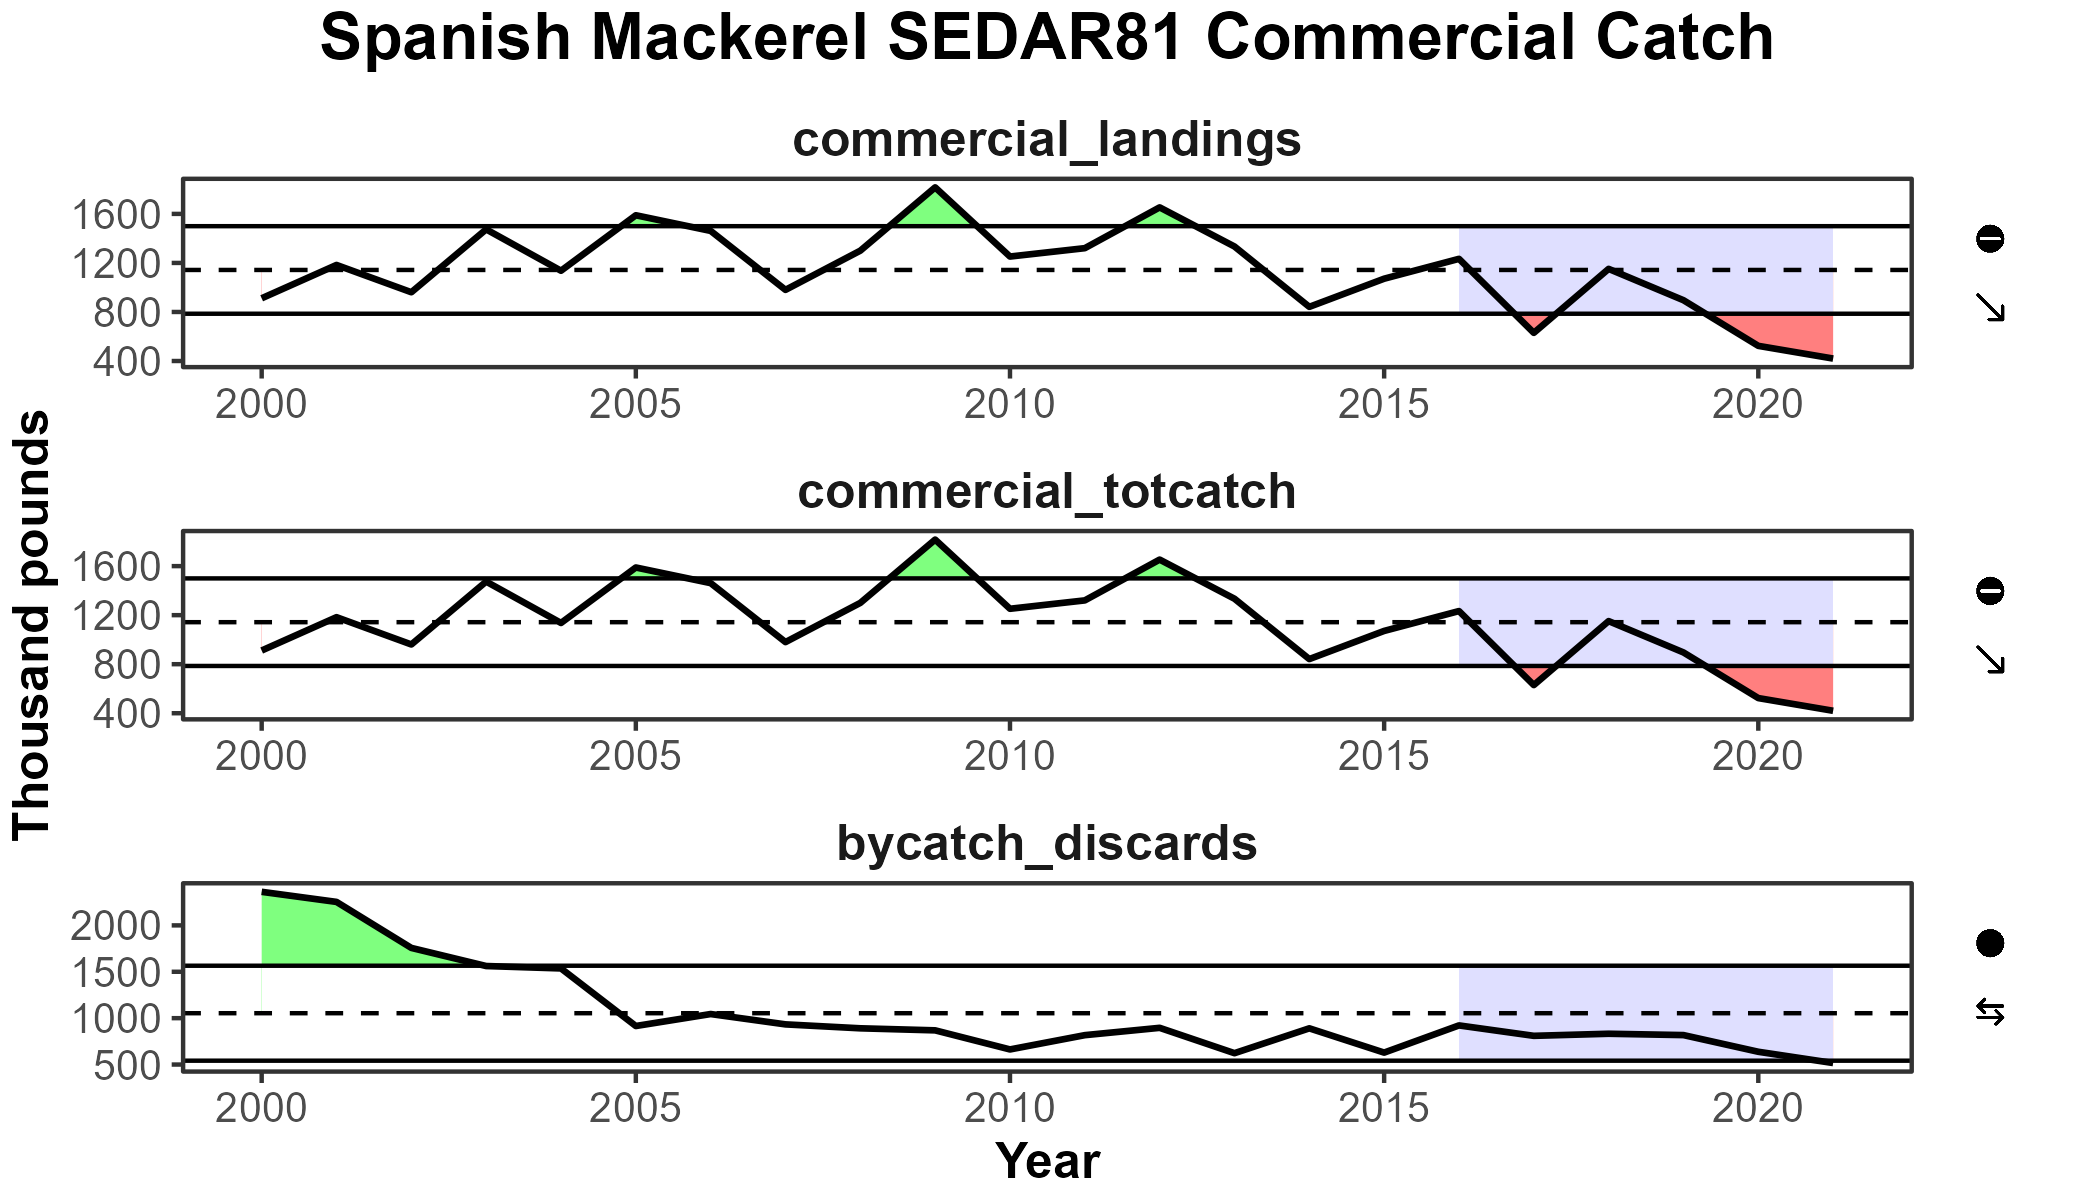 Spanish Mackerel SEDAR81 Commercial Catch
commercial_landings
1600
1200
800
400
2000 2005 2010 2015 2020
commercial_totcatch
1600
1200
800
400
2000 2005 2010 2015 2020
bycatch_discards
2000
1500
1000
500
2000 2005 2010 2015 2020
Year
Thousand pounds